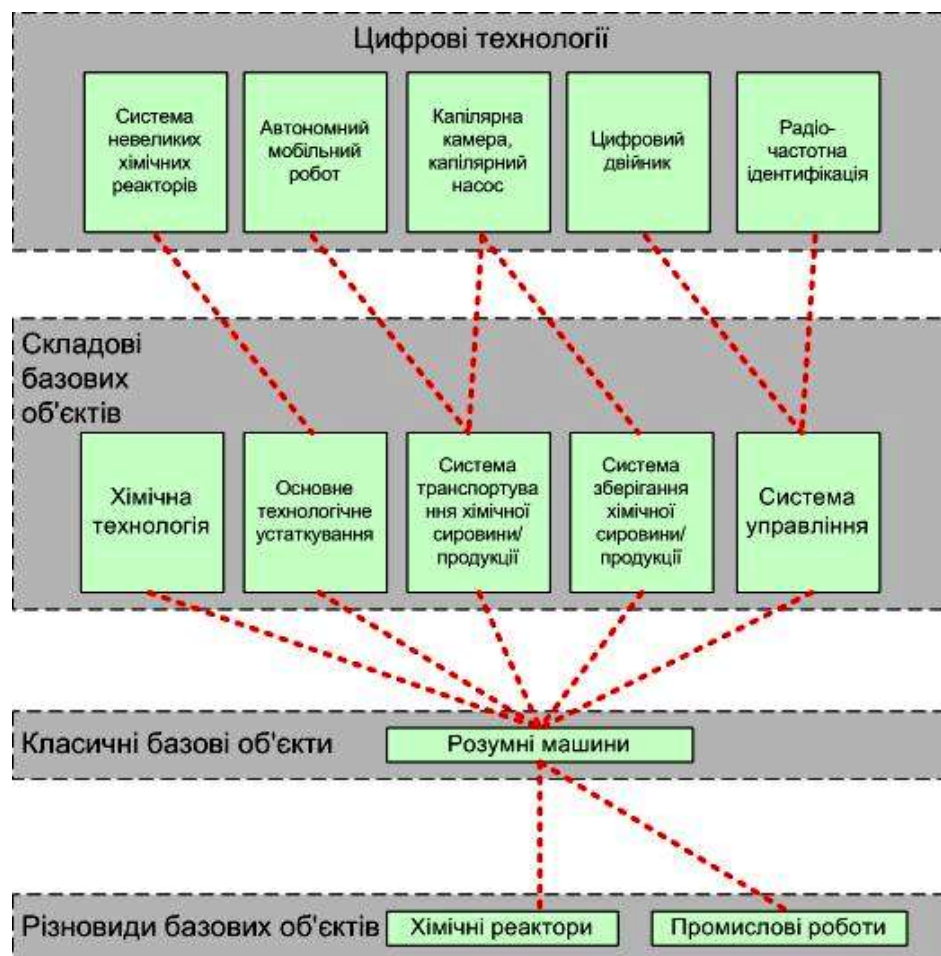 Цифрові технології
Система
невеликих
хімічних
реакторів
Автономний
мобільний
робот
Капілярна
камера,
капілярний
насос
Цифровий
двійник
Радіо-
частотна
ідентифікація
Складові
базових
об'єктів
Хімічна
технологія
Основне
технологічне
устаткування
Система
транспортува
ння хімічної
сировини/
продукції
Система
зберігання
хімічної
сировини/
продукції
Система
управління
Класичні базові об'єкти
Розумні машини
Різновиди базових об'єктів
Хімічні реактори
Промислові роботи